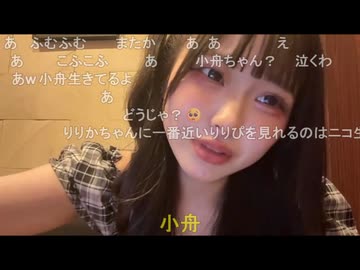 あ ふむふむ またか あ あ え
あ こふこふ あ 小舟ちゃん? 泣くわ
あw 小舟生きてるよ
あ
どうじゃ?🥺
りりかちゃんに一番近いりりぴを見れるのはニコ生
小舟